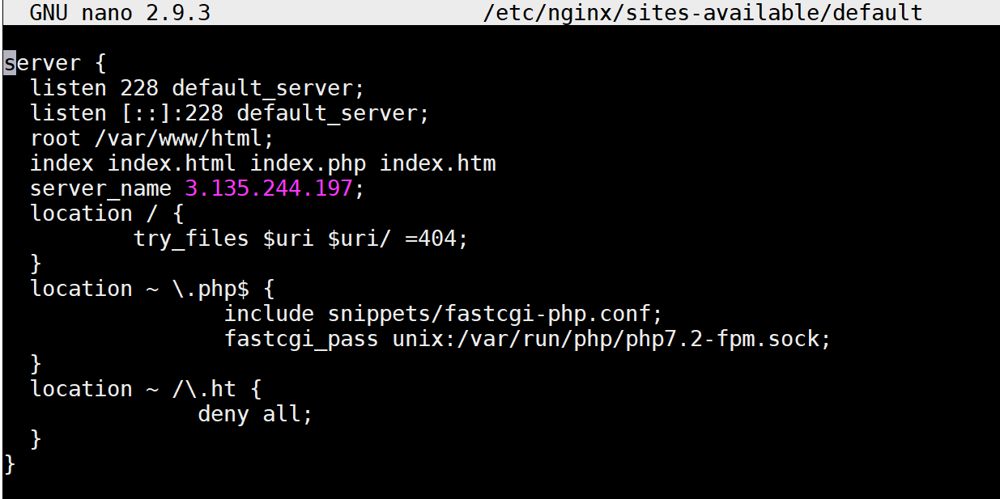 GNU nano 2.9.3 /etc/nginx/sites-available/default
server {
listen 228 default_server;
listen [::]:228 default_server;
root /var/www/html;
index index.html index.php index.htm
server_name 3.135.244.197;
location / {
try_files $uri $uri/ =404;
}
location ~ \.php$ {
include snippets/fastcgi-php.conf;
fastcgi_pass unix:/var/run/php/php7.2-fpm.sock;
}
location ~ /\.ht {
deny all;
}
}